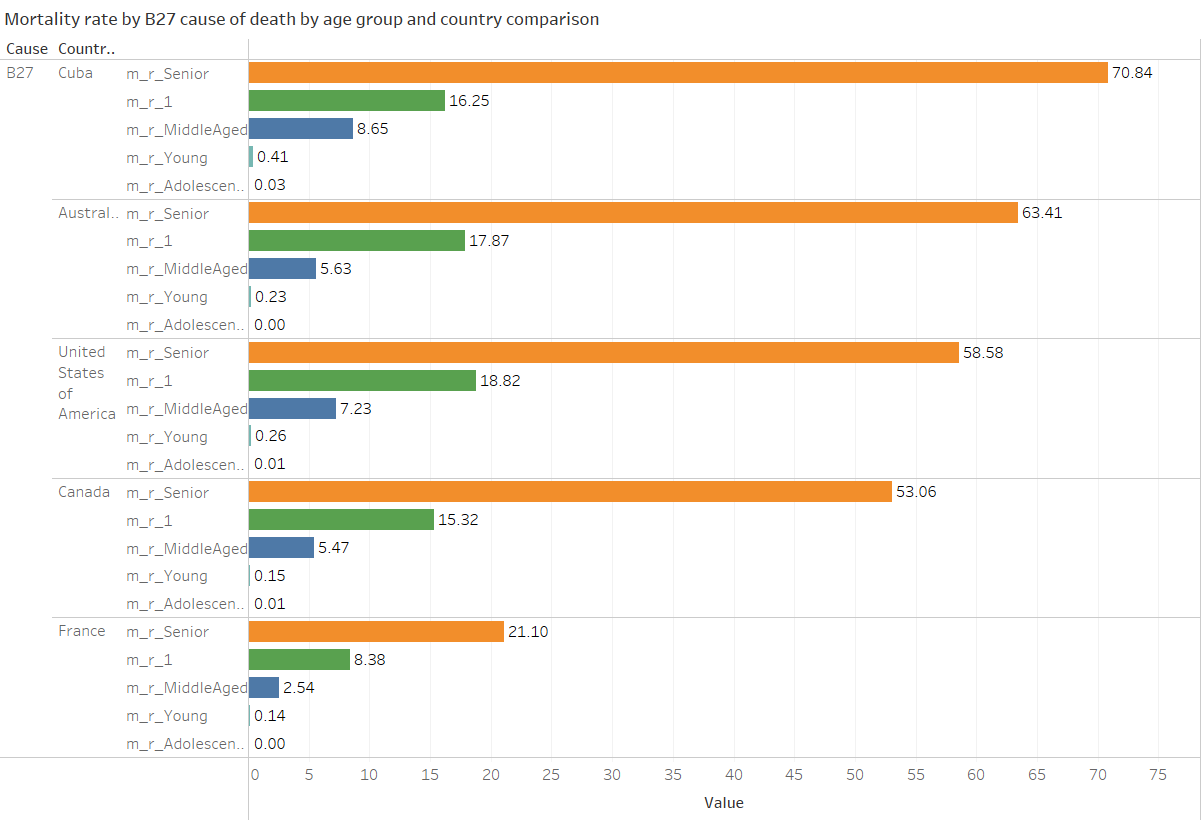 Mortality rate by B27 cause of death by age group and country comparison
Cause Countr..
B27 Cuba m_r_Senior 70.84
m_r_1 16.25
m_r_MiddleAged 8.65
m_r_Young 0.41
m_r_Adolescen.. 0.03
Austral.. m_r_Senior 63.41
m_r_1 17.87
m_r_MiddleAged 5.63
m_r_Young 0.23
m_r_Adolescen.. 0.00
United m_r_Senior 58.58
States
m_r_1 18.82
of
America m_r_MiddleAged 7.23
m_r_Young 0.26
m_r_Adolescen.. 0.01
Canada m_r_Senior 53.06
m_r_1 15.32
m_r_MiddleAged 5.47
m_r_Young 0.15
m_r_Adolescen.. 0.01
France m_r_Senior 21.10
m_r_1 8.38
m_r_MiddleAged 2.54
m_r_Young 0.14
m_r_Adolescen.. 0.00
0 5 10 15 20 25 30 35 40 45 50 55 60 65 70 75
Value